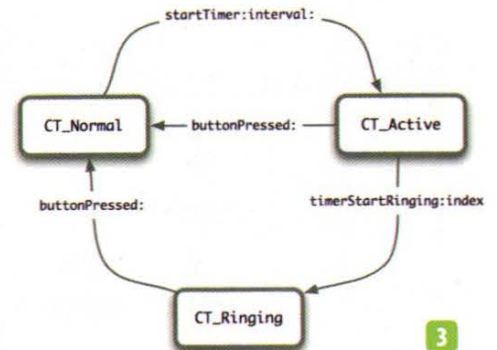 startTimer:interval:
CT_Normal
buttonPressed:
CT_Active
buttonPressed:
timerStartRinging:index
CT_Ringing
3